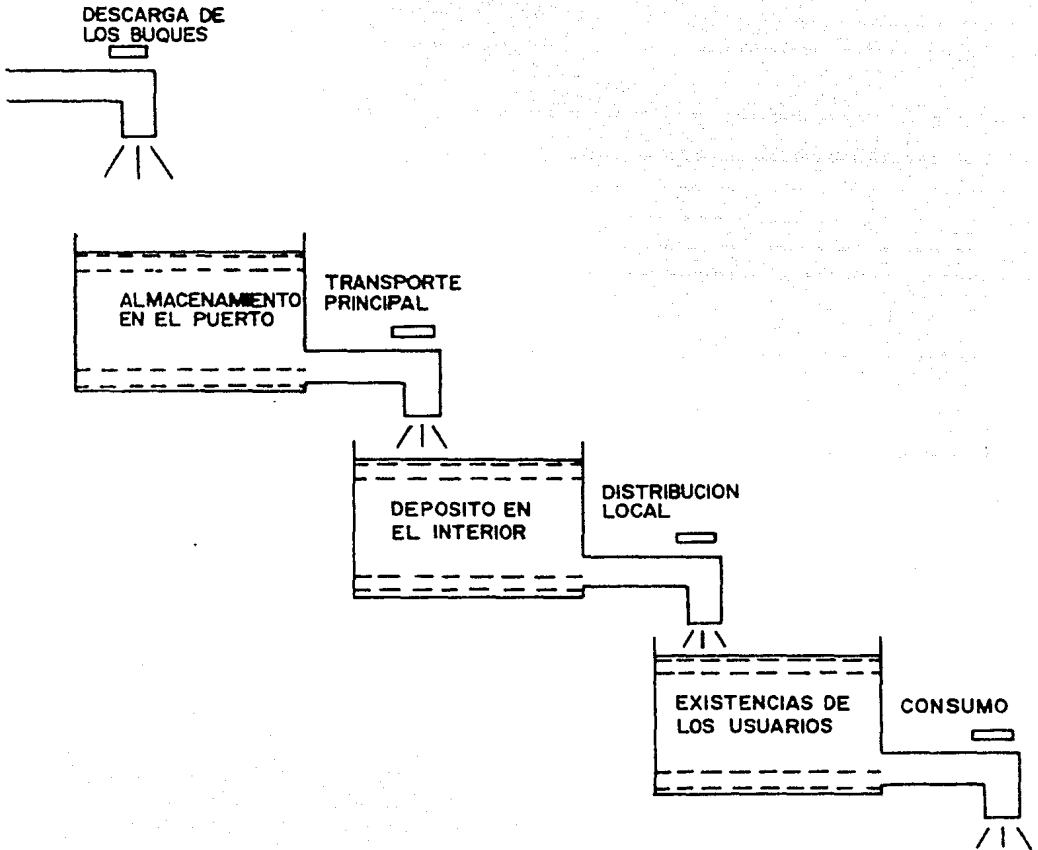 DESCARGA DE
LOS BUQUES
ALMACENAMIENTO
EN EL PUERTO
TRANSPORTE
PRINCIPAL
DEPOSITO EN
EL INTERIOR
DISTRIBUCION
LOCAL
EXISTENCIAS DE
LOS USUARIOS
CONSUMO